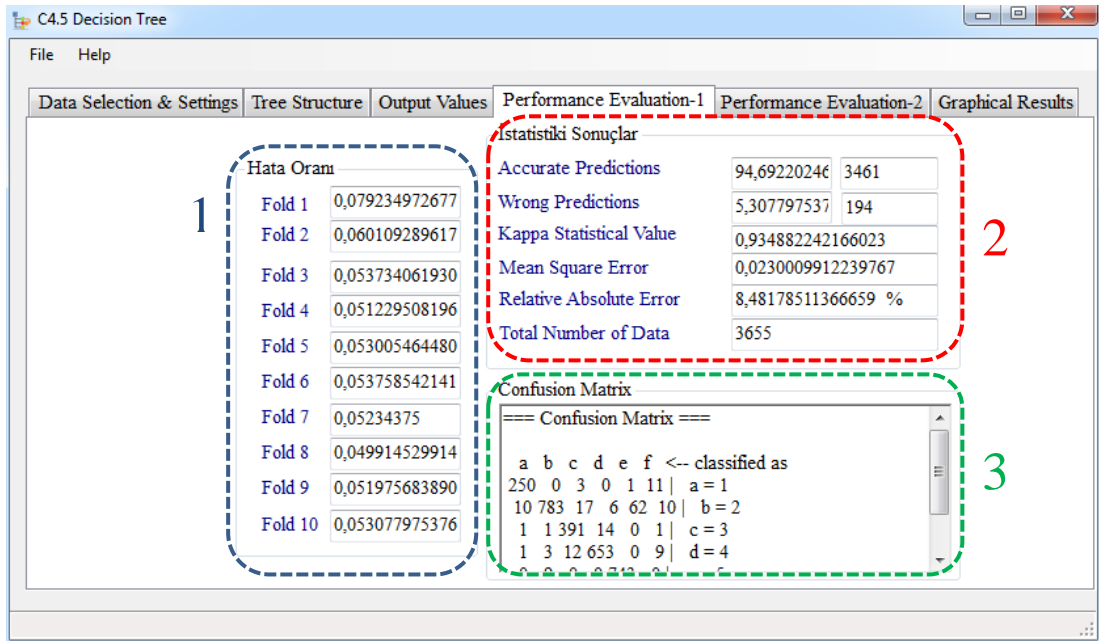 C4.5 Decision Tree
File Help
Data Selection & Settings Tree Structure Output Values Performance Evaluation-1 Performance Evaluation-2 Graphical Results
1
Hata Oranı
Fold 1 0,079234972677
Fold 2 0,060109289617
Fold 3 0,053734061930
Fold 4 0,051229508196
Fold 5 0,053005464480
Fold 6 0,053758542141
Fold 7 0,05234375
Fold 8 0,049914529914
Fold 9 0,051975683890
Fold 10 0,053077975376
İstatistiki Sonuçlar
Accurate Predictions 94,69220246 3461
Wrong Predictions 5,307797537 194
Kappa Statistical Value 0,934882242166023
Mean Square Error 0,0230009912239767
Relative Absolute Error 8,48178511366659 %
Total Number of Data 3655
2
Confusion Matrix
=== Confusion Matrix ===
a b c d e f <-- classified as
250 0 3 0 1 11 | a = 1
10 783 17 6 62 10 | b = 2
1 1 391 14 0 1 | c = 3
1 3 12 653 0 9 | d = 4
3